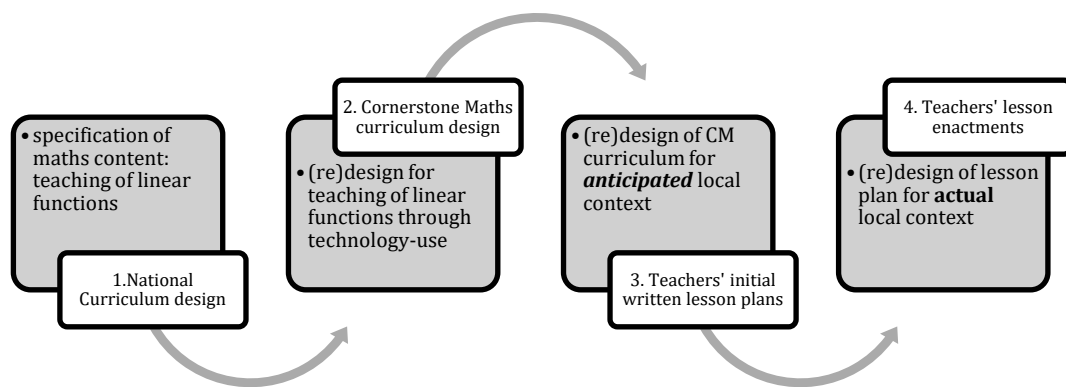 • specification of
maths content:
teaching of linear
functions
1.National
Curriculum design
2. Cornerstone Maths
curriculum design
• (re)design for
teaching of linear
functions through
technology-use
• (re)design of CM
curriculum for
anticipated local
context
3. Teachers' initial
written lesson plans
4. Teachers' lesson
enactments
• (re)design of lesson
plan for actual
local context